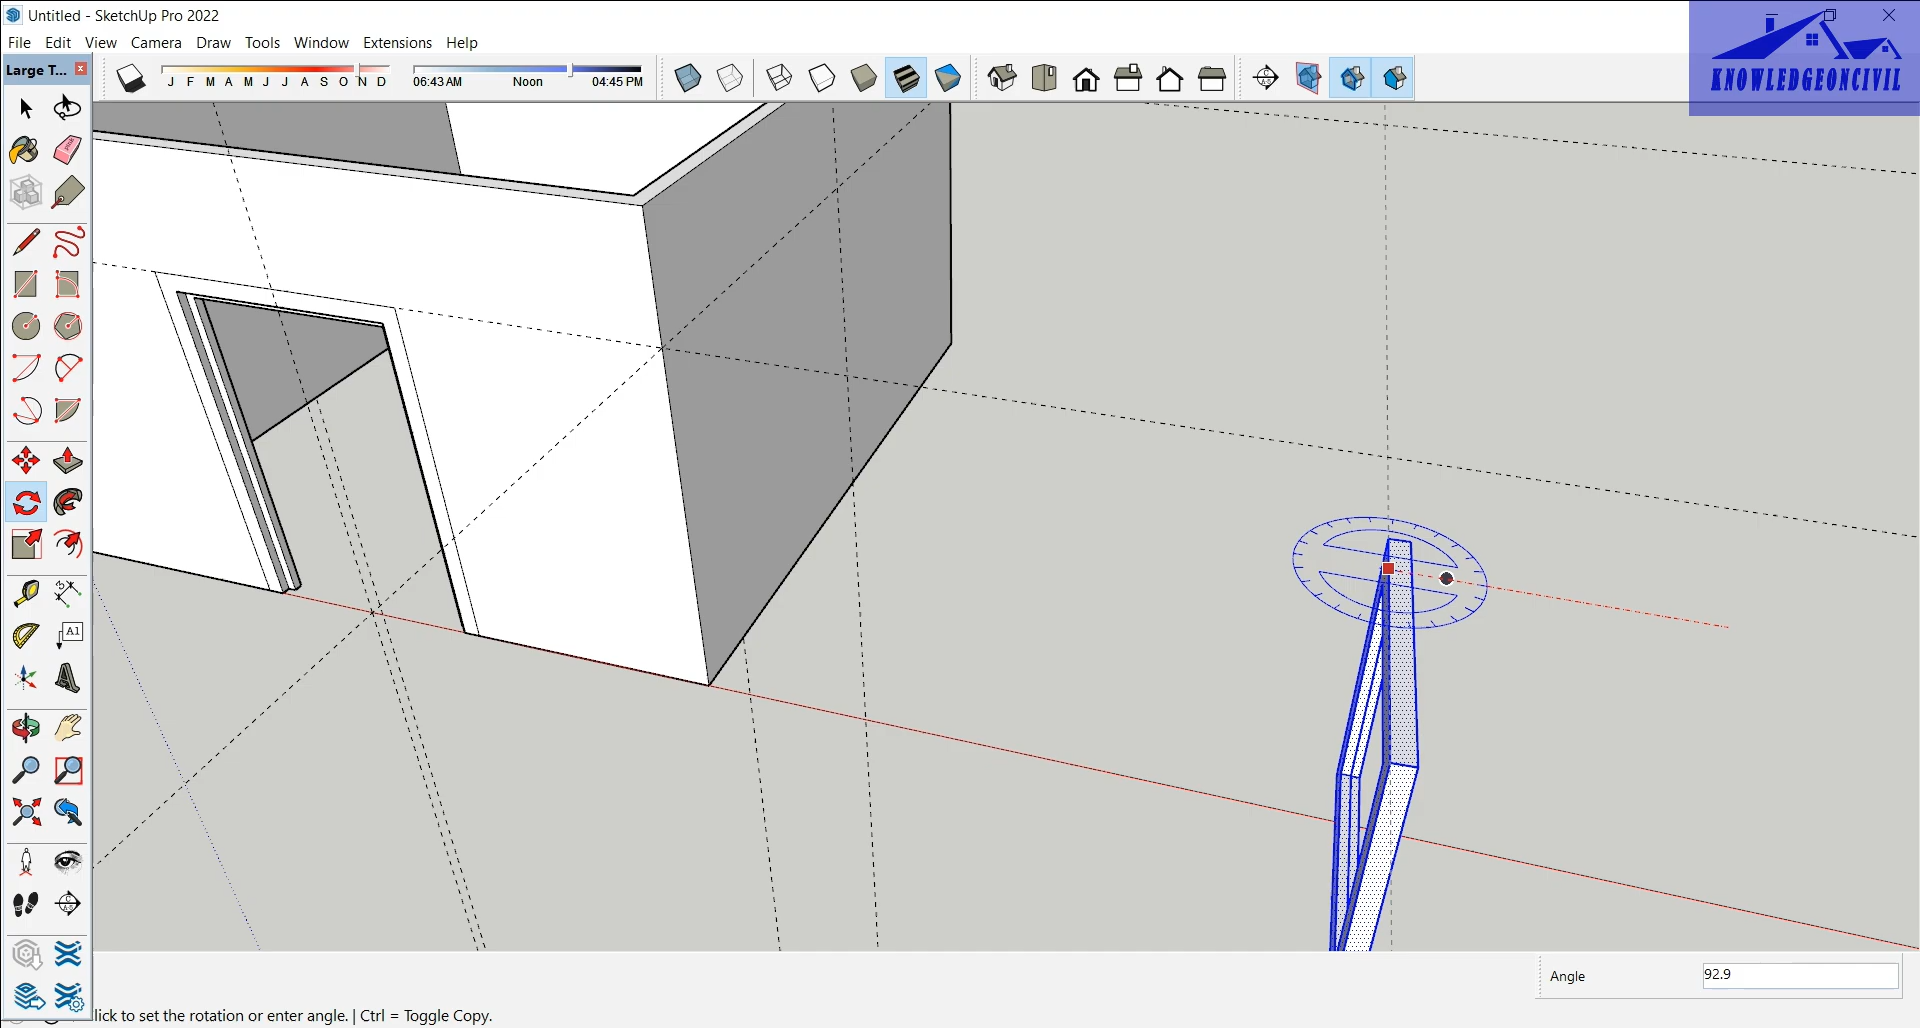 Untitled - SketchUp Pro 2022
File Edit View Camera Draw Tools Window Extensions Help
KNOWLEDGEONCIVIL
Large T...
J F M A M J J A S O N D
06:43 AM Noon 04:45 PM
A1
Angle 92.9
lick to set the rotation or enter angle. | Ctrl = Toggle Copy.